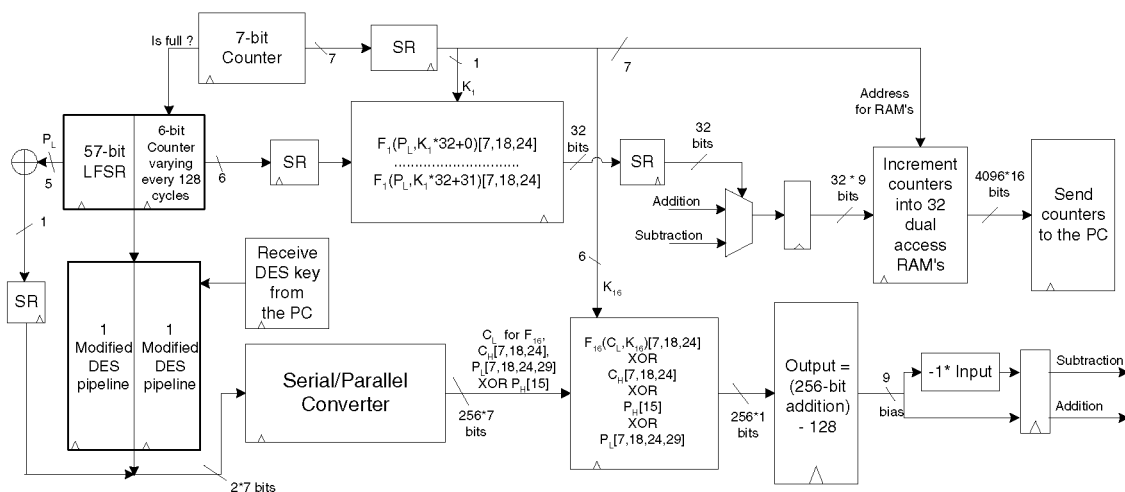 Is full ?
7-bit
Counter
7
SR
1
K1
7
Address
for RAM's
PL
5
57-bit
LFSR
6-bit
Counter
varying
every 128
cycles
6
SR
F1(PL,K1*32+0)[7,18,24]
..............................
F1(PL,K1*32+31)[7,18,24]
32
bits
SR
32
bits
Addition
Subtraction
32 * 9
bits
Increment
counters
into 32
dual
access
RAM's
4096*16
bits
Send
counters
to the PC
1
SR
1
Modified
DES
pipeline
1
Modified
DES
pipeline
Receive
DES key
from
the PC
6
K16
Serial/Parallel
Converter
CL for F16,
CH[7,18,24],
PL[7,18,24,29]
XOR PH[15]
256*7
bits
F16(CL,K16)[7,18,24]
XOR
CH[7,18,24]
XOR
PH[15]
XOR
PL[7,18,24,29]
256*1
bits
Output =
(256-bit
addition)
- 128
9
bias
-1* Input
Subtraction
Addition
2*7 bits